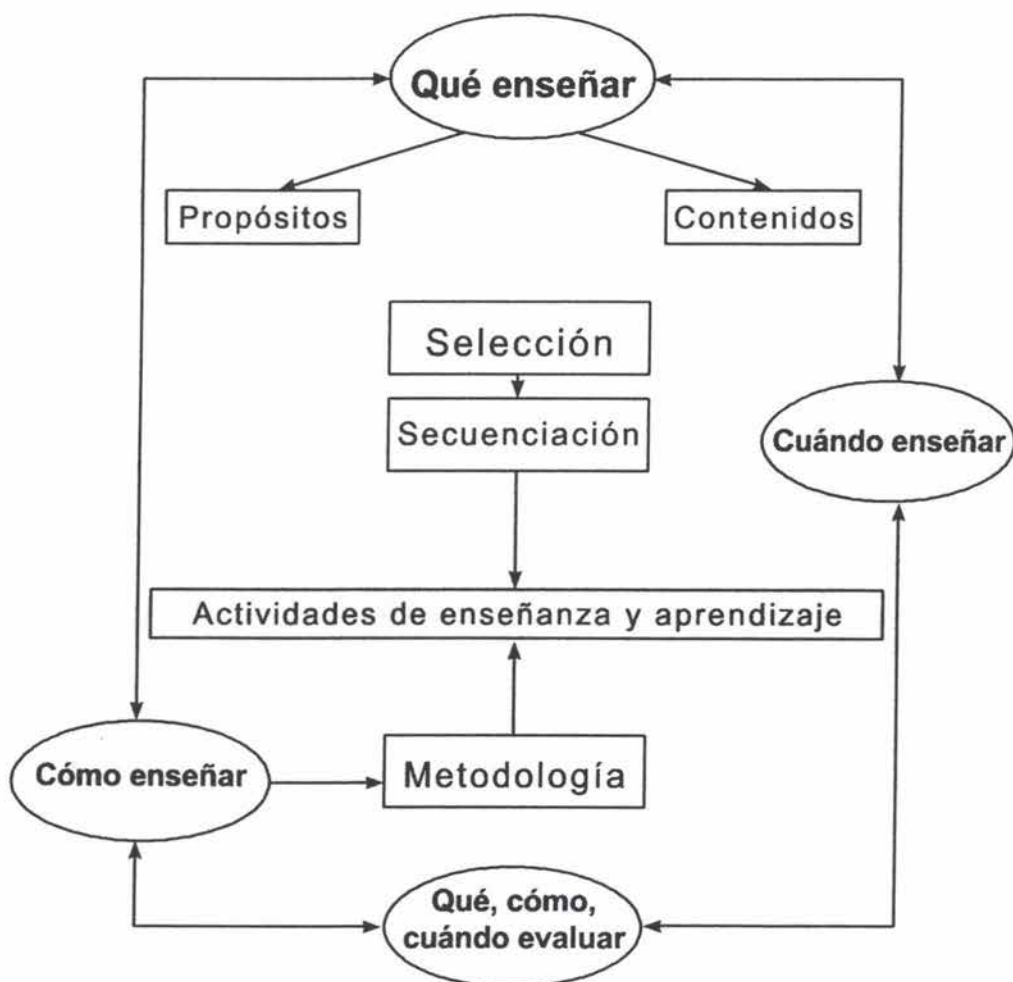 Qué enseñar
Propósitos
Contenidos
Selección
Secuenciación
Cuándo enseñar
Actividades de enseñanza y aprendizaje
Cómo enseñar
Metodología
Qué, cómo,
cuándo evaluar